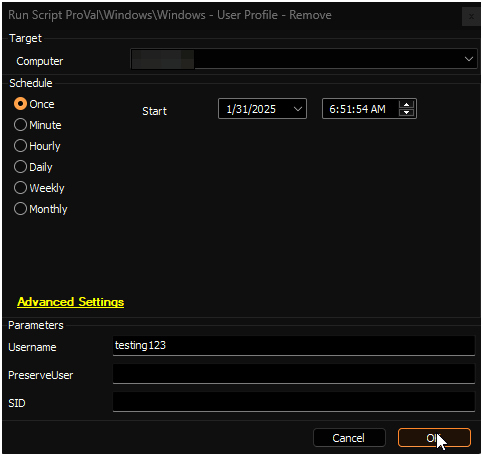 Run Script ProVal\Windows\Windows - User Profile - Remove
Target
Computer
Schedule
Once
Start
1/31/2025
6:51:54 AM
Minute
Hourly
Daily
Weekly
Monthly
Advanced Settings
Parameters
Username
testing123
PreserveUser
SID
Cancel
OK